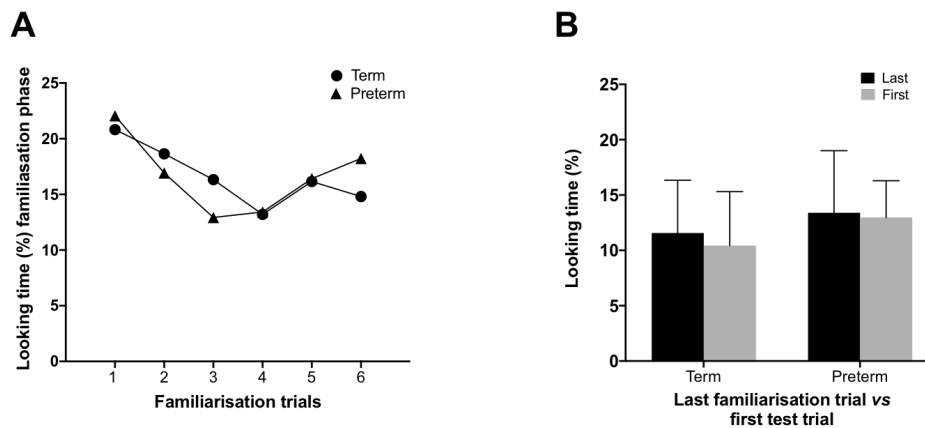 A
Looking time (%) familiasation phase
25
20
15
10
5
0
1 2 3 4 5 6
Familiarisation trials
Term
Preterm
B
Looking time (%)
25
20
15
10
5
0
Term Preterm
Last familiarisation trial vs
first test trial
Last
First